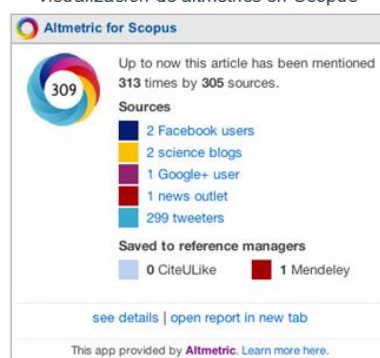 Visualización de altmetrics en Scopus
Altmetric for Scopus
309
Up to now this article has been mentioned
313 times by 305 sources.
Sources
2 Facebook users
2 science blogs
1 Google+ user
1 news outlet
299 tweeters
Saved to reference managers
0 CiteULike 1 Mendeley
see details | open report in new tab
This app provided by Altmetric. Learn more here.